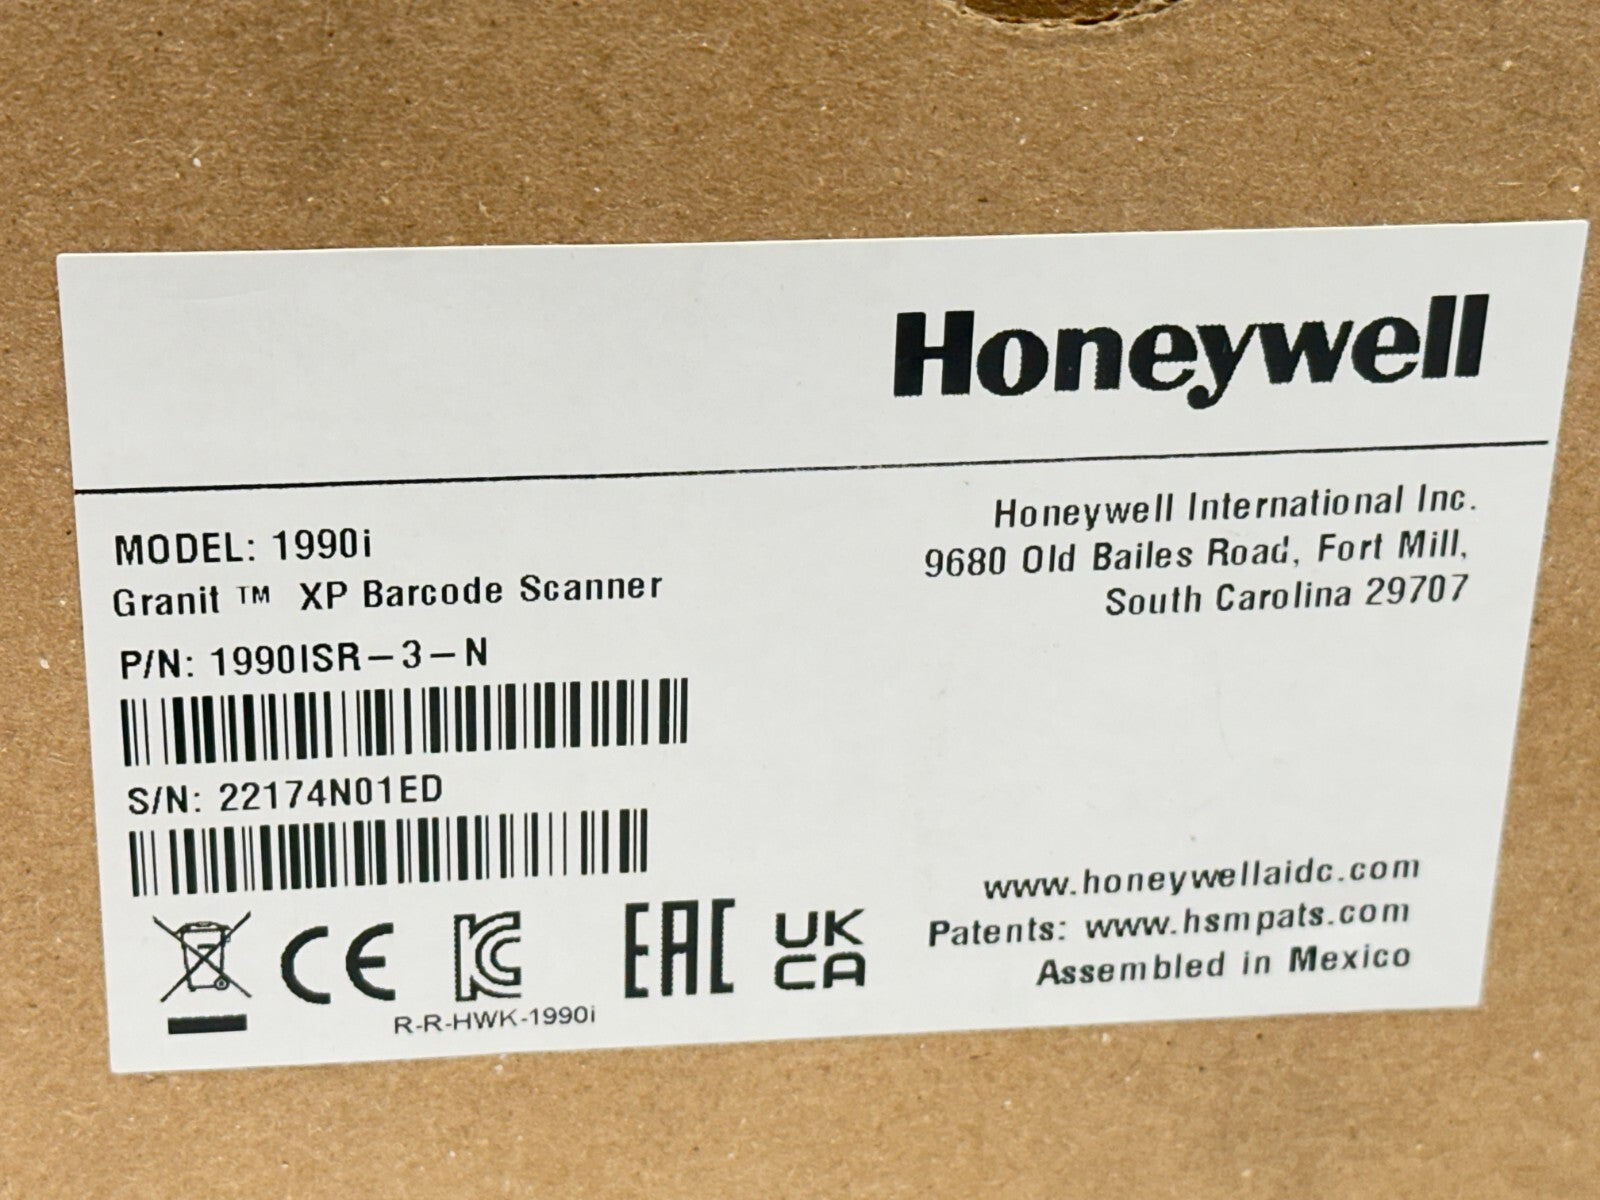 Honeywell
MODEL: 1990i
Granit ™ XP Barcode Scanner
P/N: 1990ISR-3-N
S/N: 22174N01ED
Honeywell International Inc.
9680 Old Bailes Road, Fort Mill,
South Carolina 29707
CE
KC
EAC
UK
CA
R-R-HWK-1990i
www.honeywellaidc.com
Patents: www.hsmpats.com
Assembled in Mexico